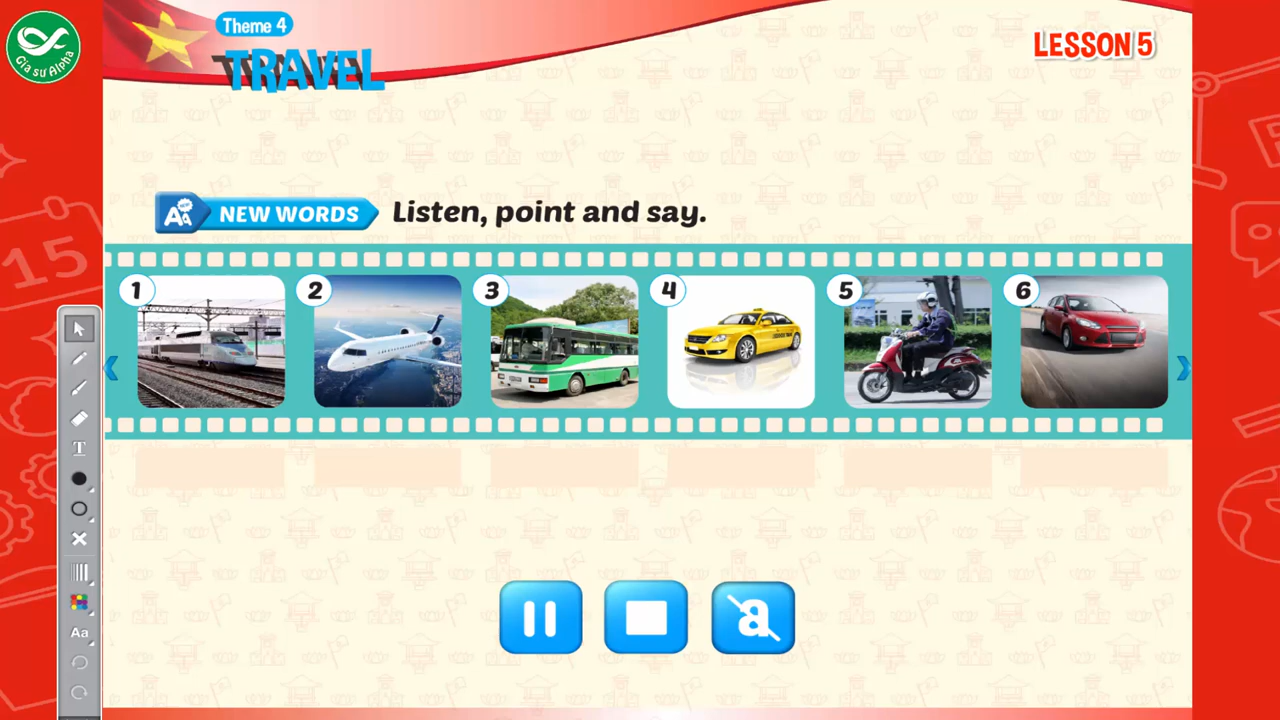 Gia sư Alpha
Theme 4
TRAVEL
LESSON 5
NEW WORDS Listen, point and say.
1 2 3 4 5 6
15
T
Aa
a